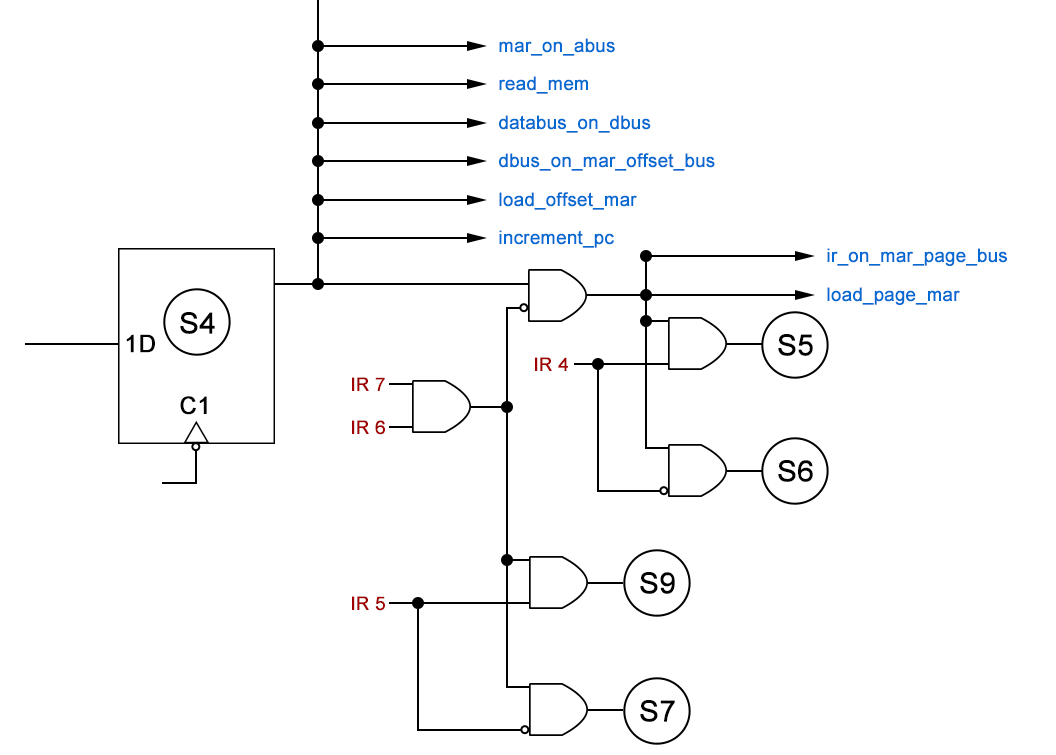 mar_on_abus
read_mem
databus_on_dbus
dbus_on_mar_offset_bus
load_offset_mar
increment_pc
ir_on_mar_page_bus
load_page_mar
S4
1D
C1
S5
IR 4
IR 7
IR 6
S6
S9
IR 5
S7